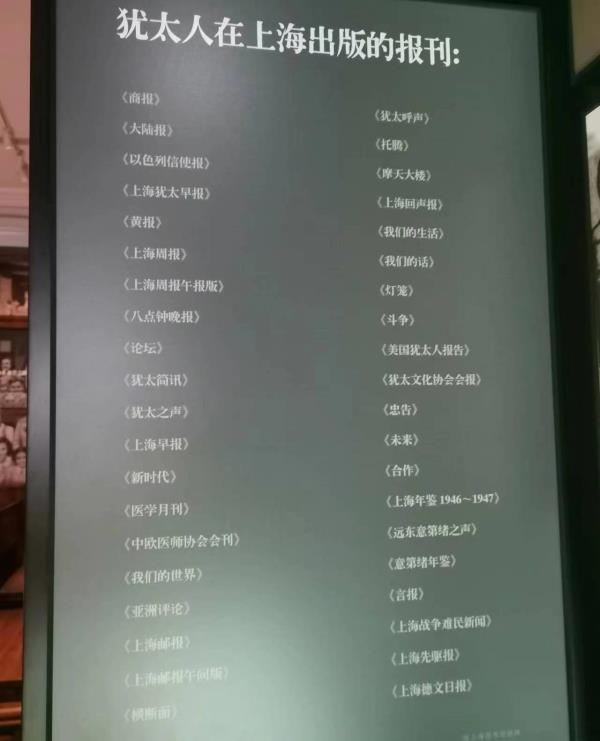 犹太人在上海出版的报刊:
《商报》
《大陆报》
《以色列信使报》
《上海犹太早报》
《黄报》
《上海周报》
《上海周报午报版》
《八点钟晚报》
《论坛》
《犹太简讯》
《犹太之声》
《上海早报》
《新时代》
《医学月刊》
《中欧医师协会会刊》
《我们的世界》
《亚洲评论》
《上海邮报》
《上海邮报午间版》
《横断面》
《犹太呼声》
《托腾》
《摩天大楼》
《上海回声报》
《我们的生活》
《我们的话》
《灯笼》
《斗争》
《美国犹太人报告》
《犹太文化协会会报》
《忠告》
《未来》
《合作》
《上海年鉴 1946～1947》
《远东意第绪之声》
《意第绪年鉴》
《言报》
《上海战争难民新闻》
《上海先驱报》
《上海德文日报》